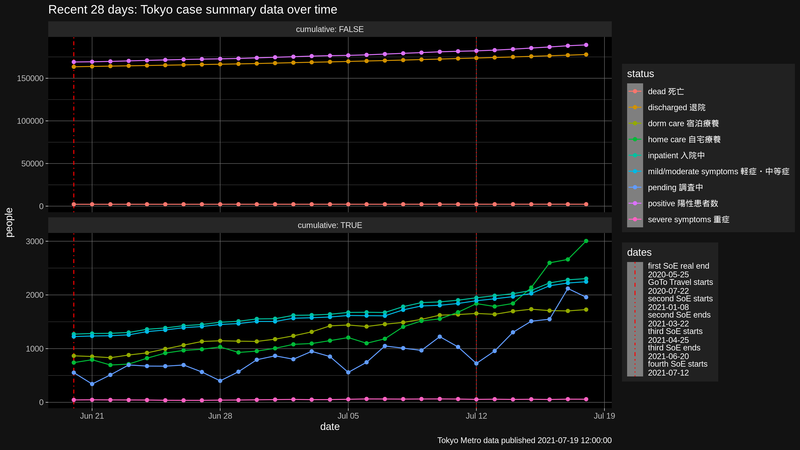 Recent 28 days: Tokyo case summary data over time
cumulative: FALSE
150000
100000
50000
0
cumulative: TRUE
3000
2000
1000
0
people
Jun 21
Jun 28
Jul 05
Jul 12
Jul 19
date
Tokyo Metro data published 2021-07-19 12:00:00
status
dead 死亡
discharged 退院
dorm care 宿泊療養
home care 自宅療養
inpatient 入院中
mild/moderate symptoms 軽症・中等症
pending 調査中
positive 陽性患者数
severe symptoms 重症
dates
first SoE real end
2020-05-25
GoTo Travel starts
2020-07-22
second SoE starts
2021-01-08
second SoE ends
2021-03-22
third SoE starts
2021-04-25
third SoE ends
2021-06-20
fourth SoE starts
2021-07-12